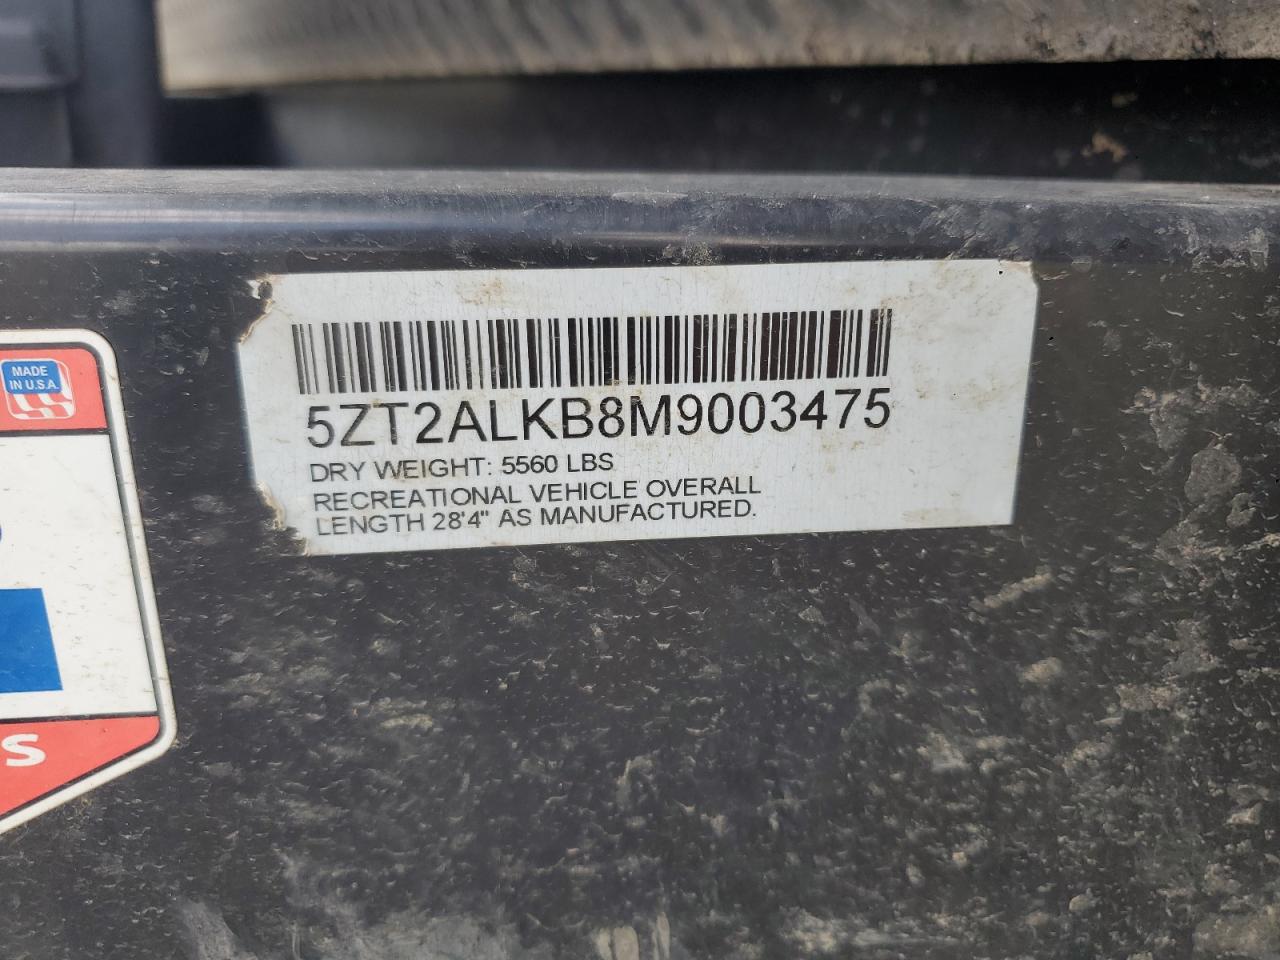 MADE
IN U.S.A.
5ZT2ALKB8M9003475
DRY WEIGHT: 5560 LBS
RECREATIONAL VEHICLE OVERALL
LENGTH 28'4" AS MANUFACTURED.
S